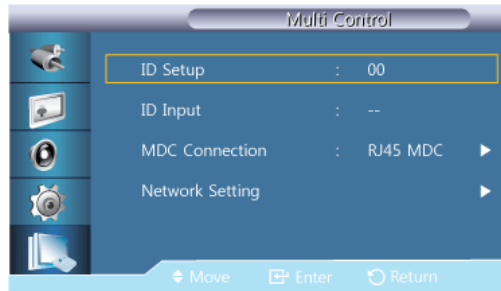 Multi Control
ID Setup : 00
ID Input : --
MDC Connection : RJ45 MDC
Network Setting
Move Enter Return